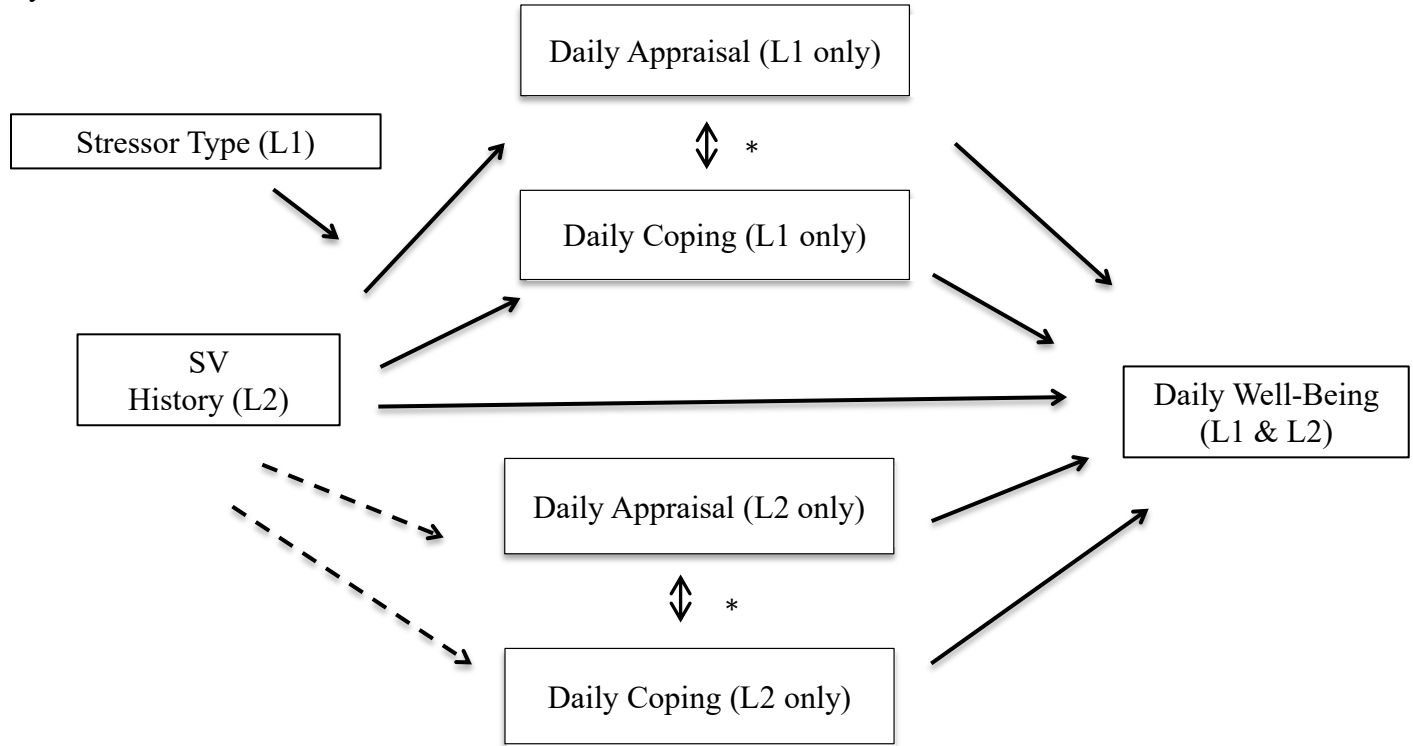 Daily Appraisal (L1 only)
Stressor Type (L1)
*
Daily Coping (L1 only)
SV
History (L2)
Daily Well-Being
(L1 & L2)
Daily Appraisal (L2 only)
*
Daily Coping (L2 only)